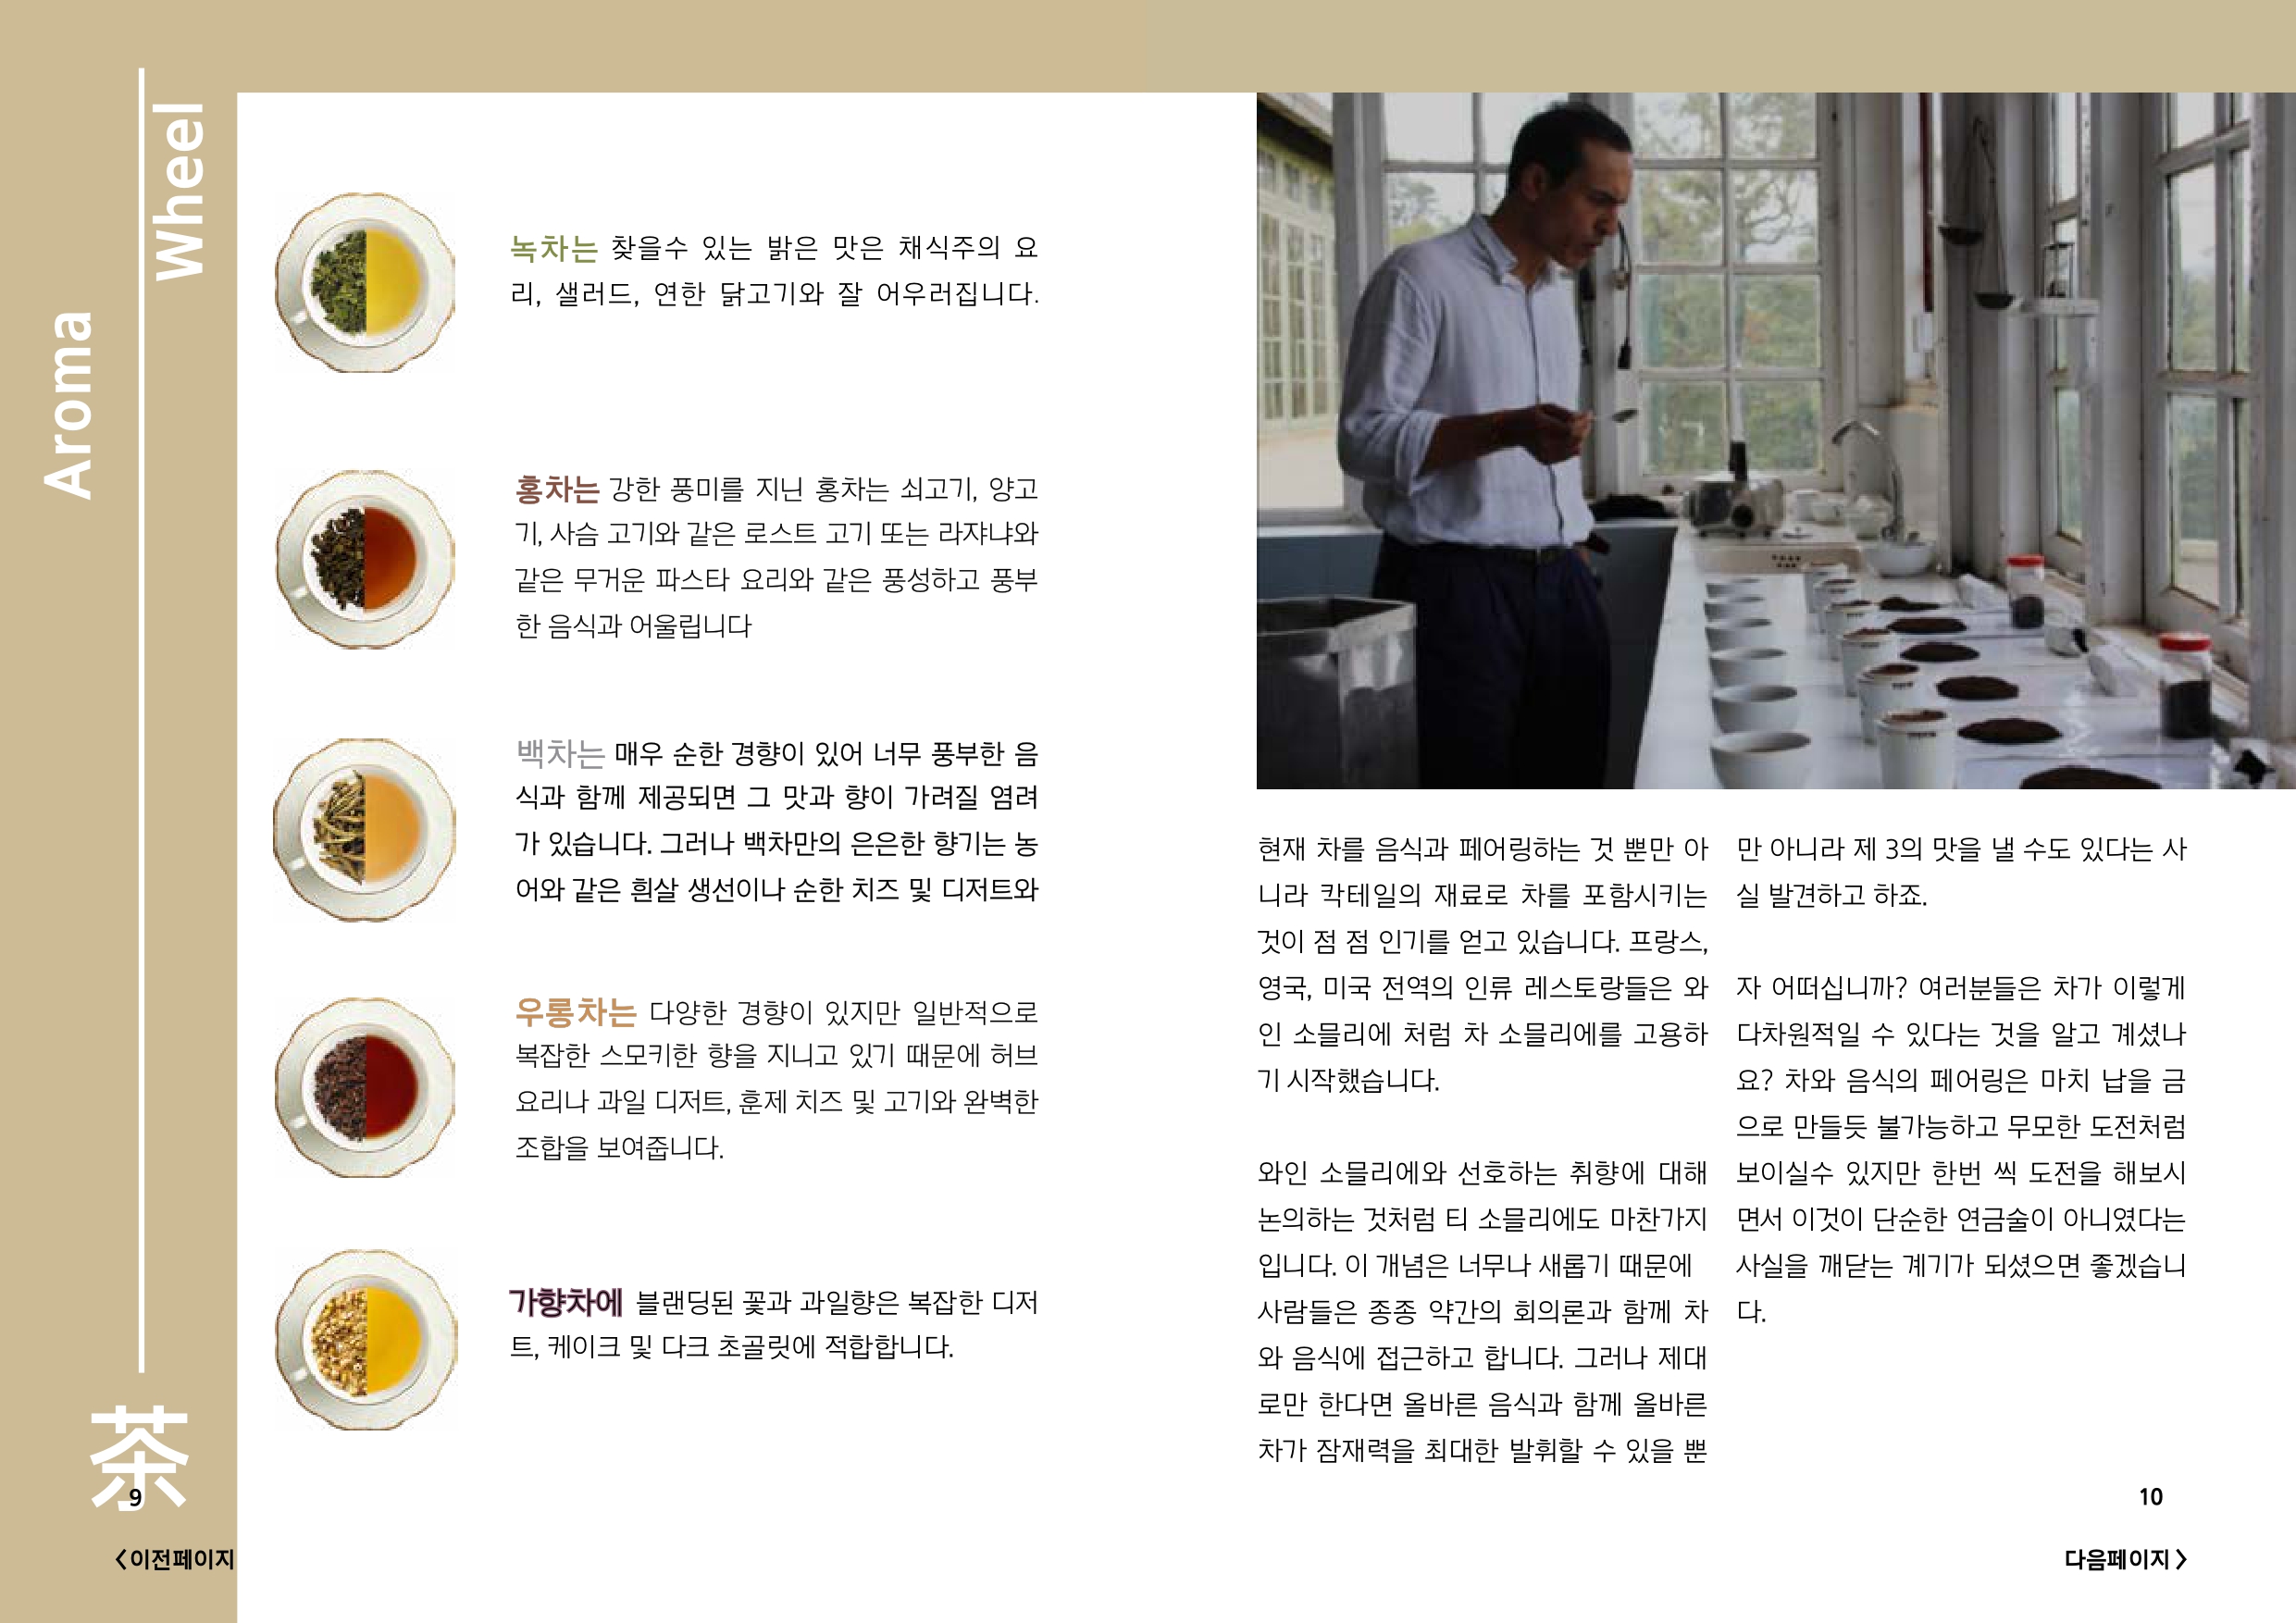 Wheel
Aroma
茶
녹차는 찾을수 있는 밝은 맛은 채식주의 요
리, 샐러드, 연한 닭고기와 잘 어우러집니다.
홍차는 강한 풍미를 지닌 홍차는 쇠고기, 양고
기, 사슴 고기와 같은 로스트 고기 또는 라자냐와
같은 무거운 파스타 요리와 같은 풍성하고 풍부
한 음식과 어울립니다
백차는 매우 순한 경향이 있어 너무 풍부한 음
식과 함께 제공되면 그 맛과 향이 가려질 염려
가 있습니다. 그러나 백차만의 은은한 향기는 농
어와 같은 흰살 생선이나 순한 치즈 및 디저트와
우롱차는 다양한 경향이 있지만 일반적으로
복잡한 스모키한 향을 지니고 있기 때문에 허브
요리나 과일 디저트, 훈제 치즈 및 고기와 완벽한
조합을 보여줍니다.
가향차에 블랜딩된 꽃과 과일향은 복잡한 디저
트, 케이크 및 다크 초골릿에 적합합니다.
9
<이전페이지
현재 차를 음식과 페어링하는 것 뿐만 아
니라 칵테일의 재료로 차를 포함시키는
것이 점 점 인기를 얻고 있습니다. 프랑스,
영국, 미국 전역의 인류 레스토랑들은 와
인 소믈리에 처럼 차 소믈리에를 고용하
기 시작했습니다.
와인 소믈리에와 선호하는 취향에 대해
논의하는 것처럼 티 소믈리에도 마찬가지
입니다. 이 개념은 너무나 새롭기 때문에
사람들은 종종 약간의 회의론과 함께 차
와 음식에 접근하고 합니다. 그러나 제대
로만 한다면 올바른 음식과 함께 올바른
차가 잠재력을 최대한 발휘할 수 있을 뿐
만 아니라 제 3의 맛을 낼 수도 있다는 사
실 발견하고 하죠.
자 어떠십니까? 여러분들은 차가 이렇게
다차원적일 수 있다는 것을 알고 계셨나
요? 차와 음식의 페어링은 마치 납을 금
으로 만들듯 불가능하고 무모한 도전처럼
보이실수 있지만 한번 씩 도전을 해보시
면서 이것이 단순한 연금술이 아니였다는
사실을 깨닫는 계기가 되셨으면 좋겠습니
다.
10
다음페이지>